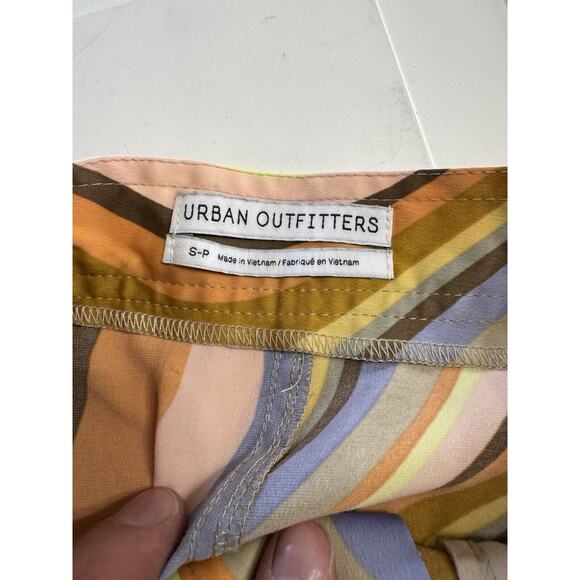 URBAN OUTFITTERS
S-P Made in Vietnam / Fabriqué en Vietnam